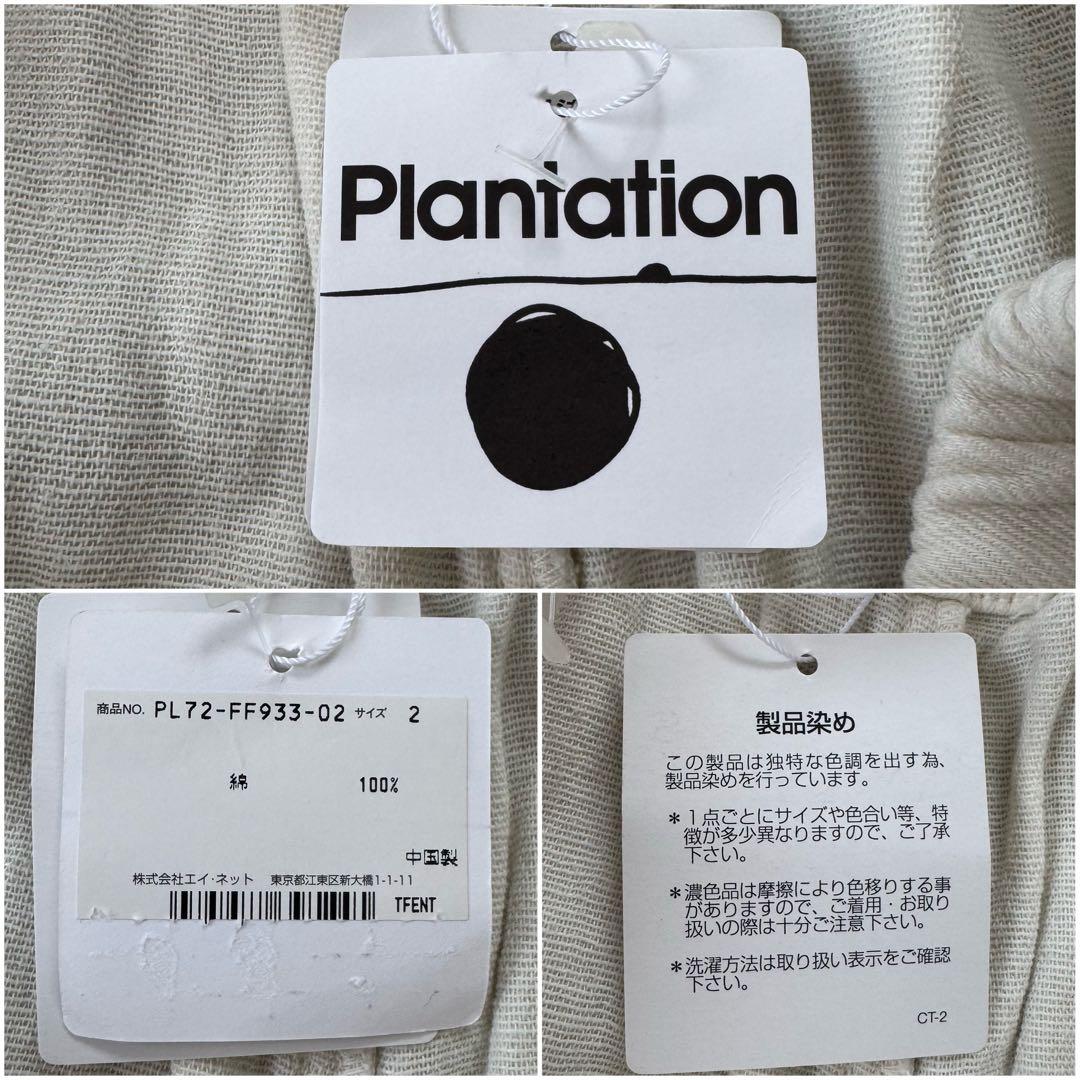 Plantation
商品NO. PL72-FF933-02 サイズ 2
綿 100%
中国製
株式会社エイ・ネット 東京都江東区新大橋1-1-11
TFENT
製品染め
この製品は独特な色調を出す為、
製品染めを行っています。
*1点ごとにサイズや色合い等、特
徴が多少異なりますので、ご了承
下さい。
*濃色品は摩擦により色移りする事
がありますので、ご着用・お取り
扱いの際は十分ご注意下さい。
*洗濯方法は取り扱い表示をご確認
下さい。
CT-2